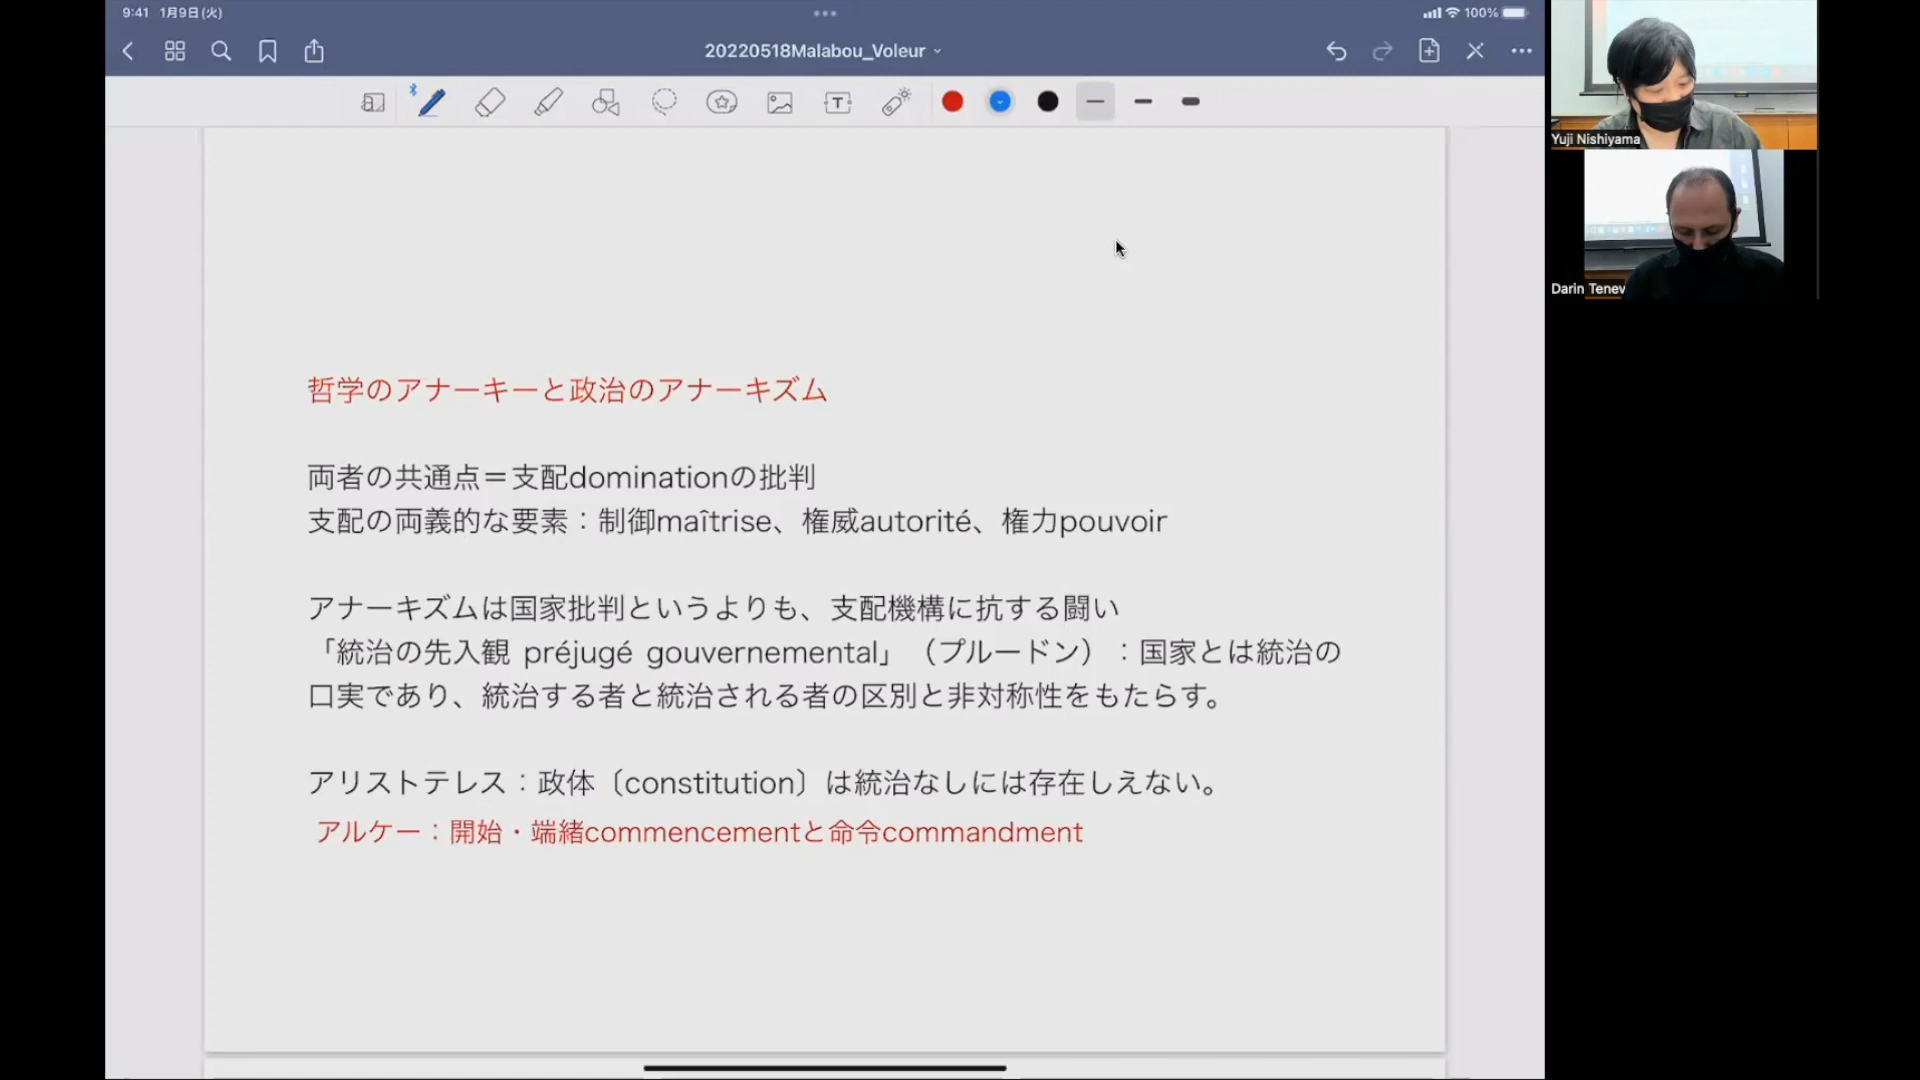 9:41 1月9日(火)
100%
20220518Malabou_Voleur
哲学のアナーキーと政治のアナーキズム
両者の共通点＝支配dominationの批判
支配の両義的な要素：制御maîtrise、権威autorité、権力pouvoir
アナーキズムは国家批判というよりも、支配機構に抗する闘い
「統治の先入観 préjugé gouvernemental」（プルードン）：国家とは統治の
口実であり、統治する者と統治される者の区別と非対称性をもたらす。
アリストテレス：政体〔constitution〕は統治なしには存在しえない。
アルケー：開始・端緒commencementと命令commandment
Yuji Nishiyama
Darin Tenev